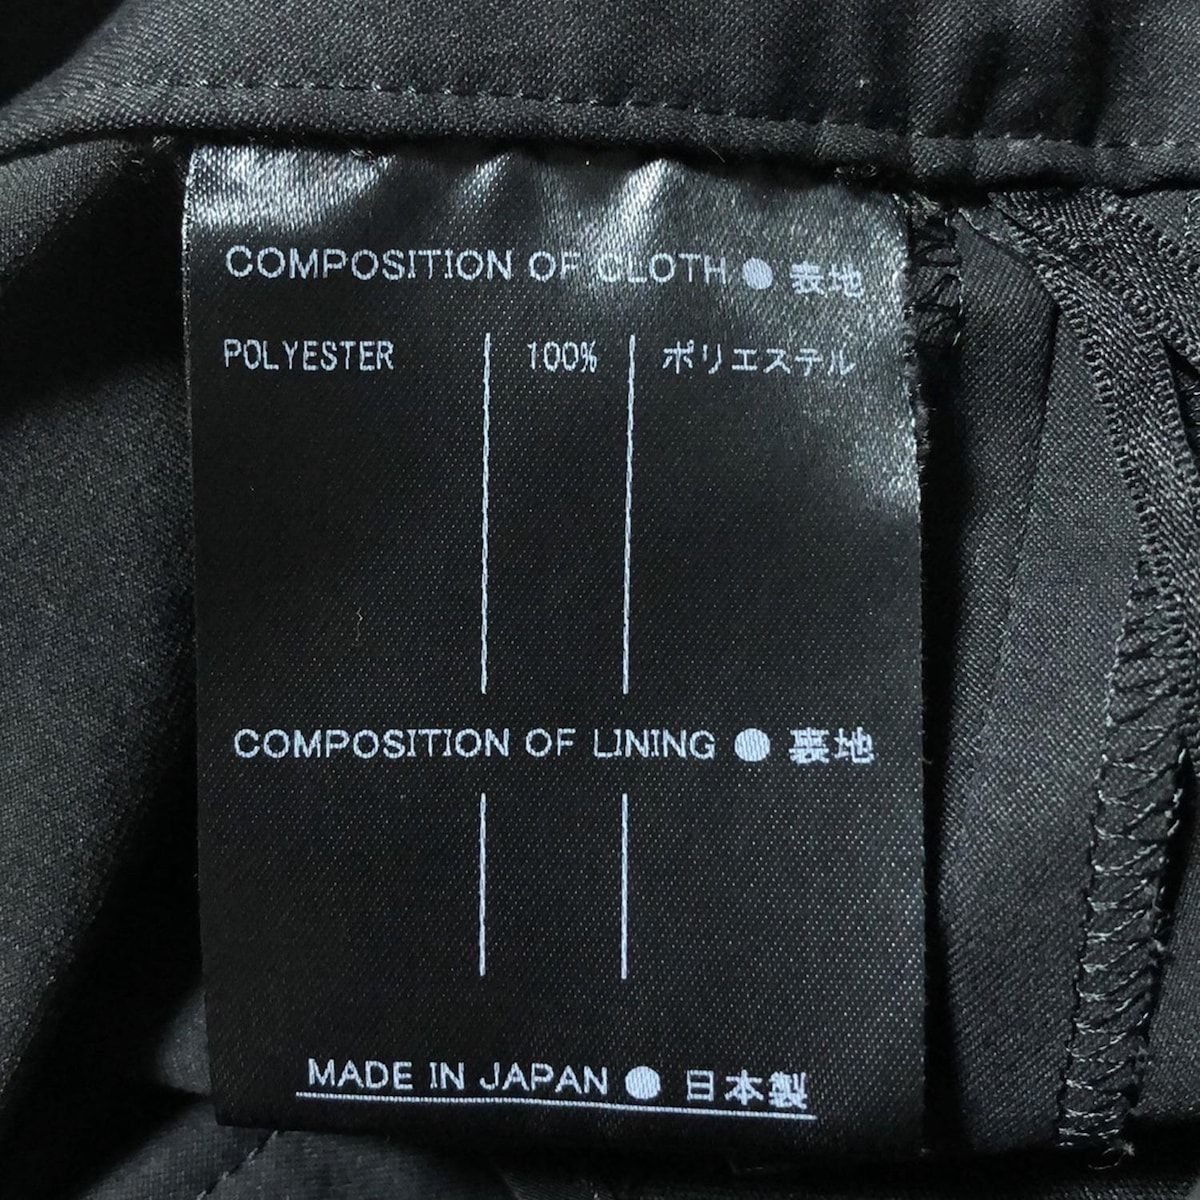 COMPOSITION OF CLOTH ● 表地
POLYESTER 100% ポリエステル
COMPOSITION OF LINING ● 裏地
MADE IN JAPAN ● 日本製